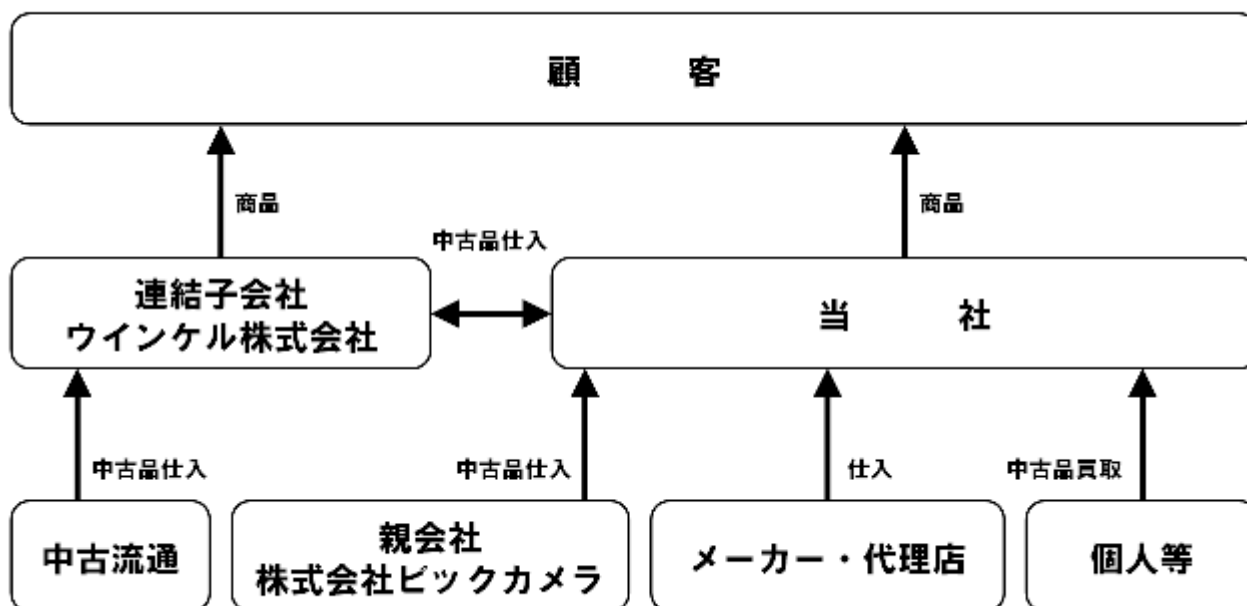 顧　　　客
商品
商品
中古品仕入
連結子会社
ウインケル株式会社
当　　　社
中古品仕入
中古品仕入
仕入
中古品買取
中古流通
親会社
株式会社ビックカメラ
メーカー・代理店
個人等